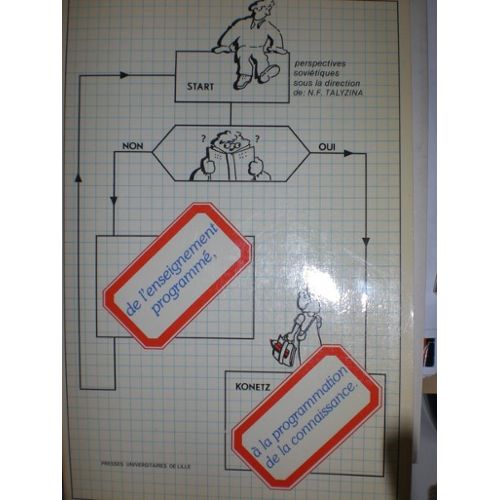 perspectives
soviétiques
sous la direction
de: N.F. TALYZINA
START
? ?
NON
OUI
de l'enseignement
programmé,
KONETZ
à la programmation
de la connaissance.
PRESSES UNIVERSITAIRES DE LILLE